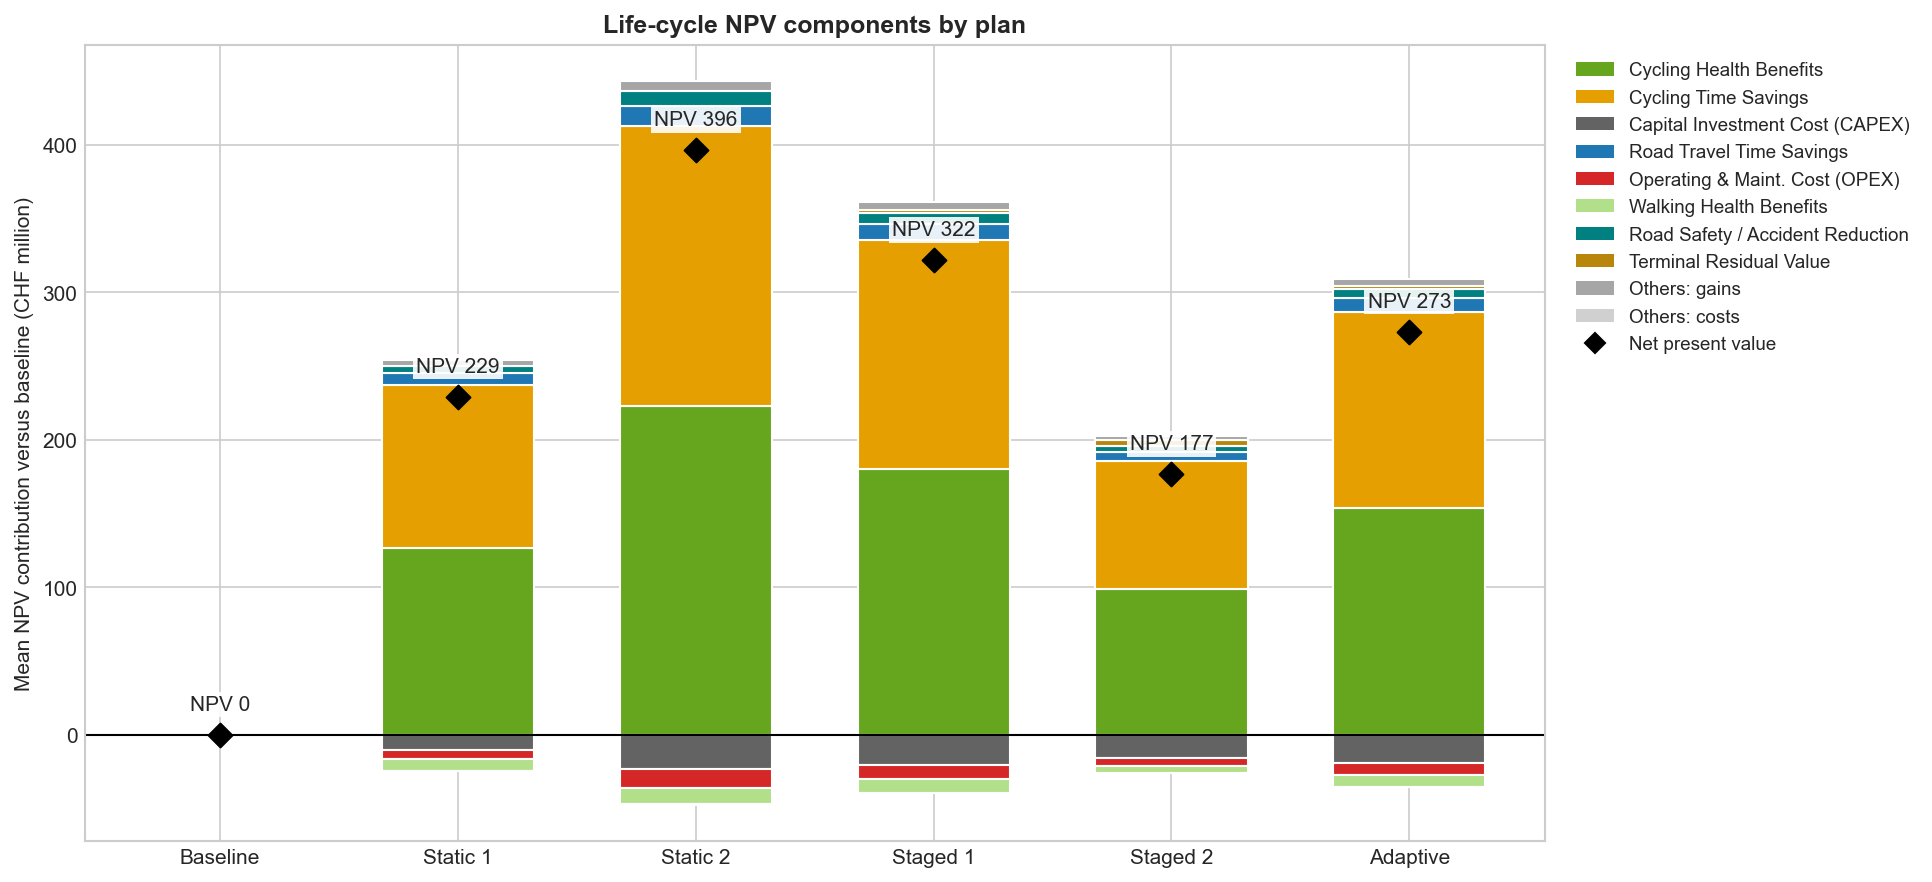 Life-cycle NPV components by plan
Mean NPV contribution versus baseline (CHF million)
400
300
200
100
0
NPV 0
NPV 229
NPV 396
NPV 322
NPV 177
NPV 273
Baseline
Static 1
Static 2
Staged 1
Staged 2
Adaptive
Cycling Health Benefits
Cycling Time Savings
Capital Investment Cost (CAPEX)
Road Travel Time Savings
Operating & Maint. Cost (OPEX)
Walking Health Benefits
Road Safety / Accident Reduction
Terminal Residual Value
Others: gains
Others: costs
Net present value